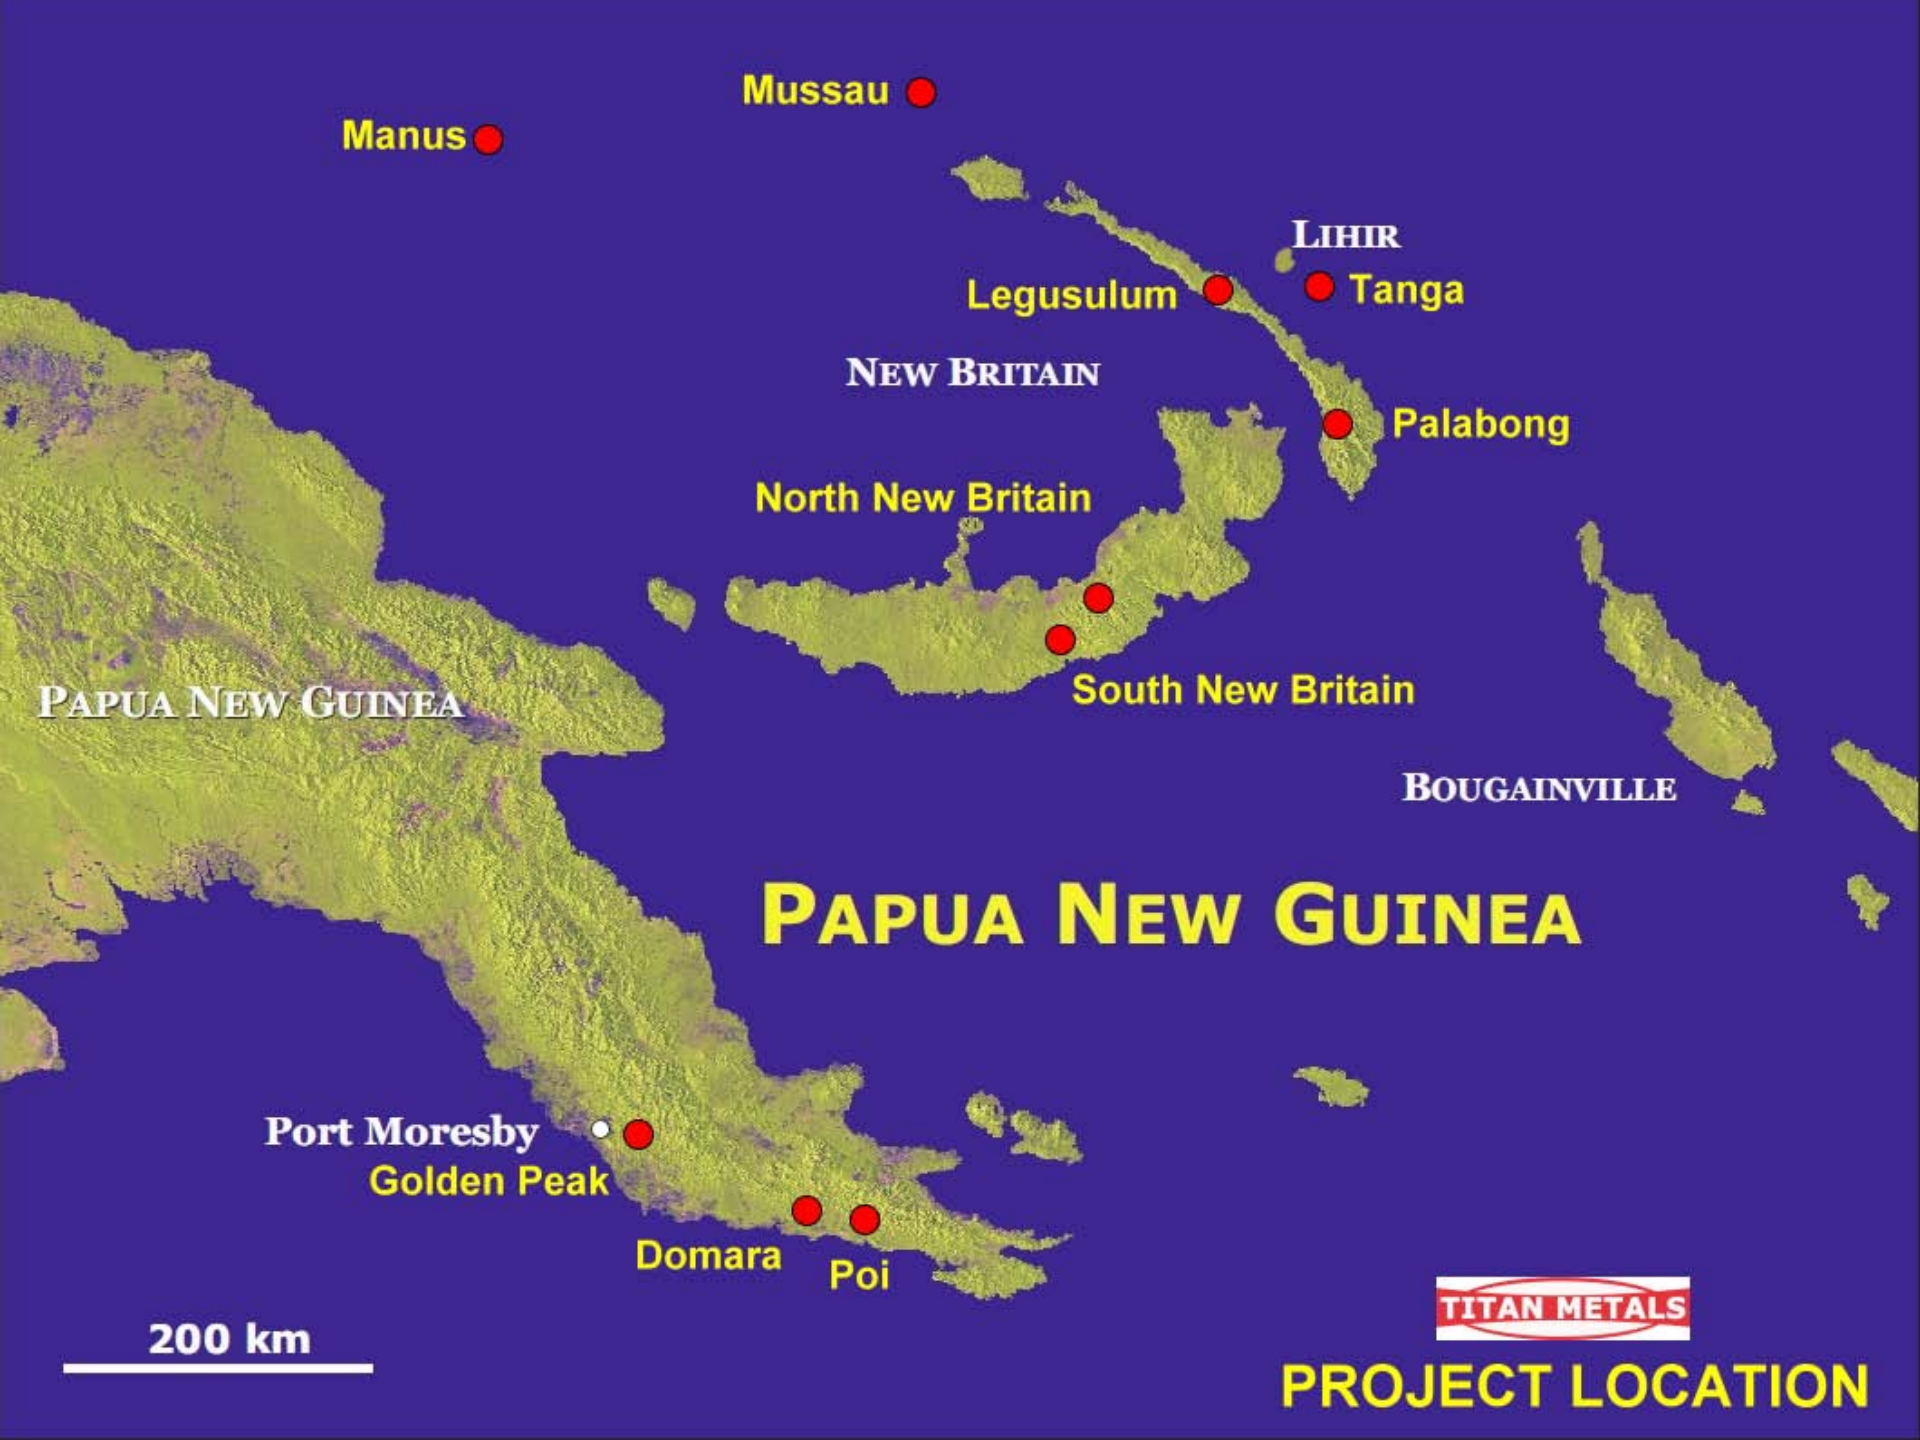 Mussau
Manus
LIHIR
Legusulum
Tanga
NEW BRITAIN
Palabong
North New Britain
South New Britain
PAPUA NEW GUINEA
BOUGAINVILLE
PAPUA NEW GUINEA
Port Moresby
Golden Peak
Domara
Poi
200 km
TITAN METALS
PROJECT LOCATION